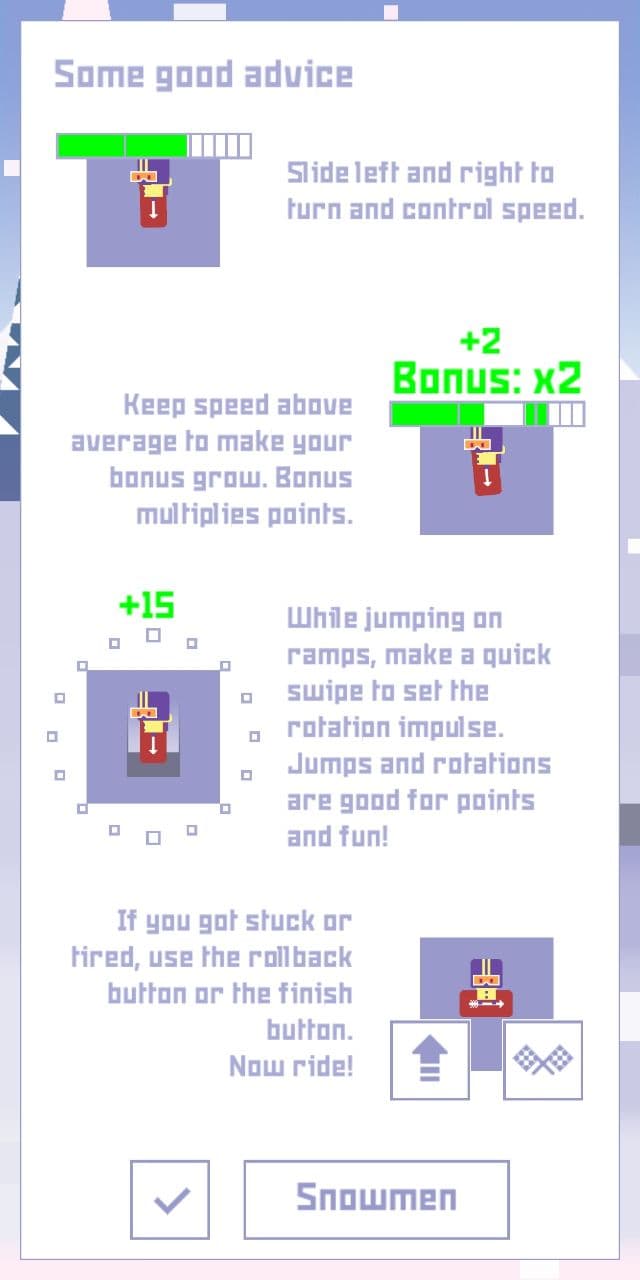 Some good advice
Slide left and right to
turn and control speed.
+2
Bonus: x2
Keep speed above
average to make your
bonus grow. Bonus
multiplies points.
+15
While jumping on
ramps, make a quick
swipe to set the
rotation impulse.
Jumps and rotations
are good for points
and fun!
If you got stuck or
tired, use the rollback
button or the finish
button.
Now ride!
Snowmen